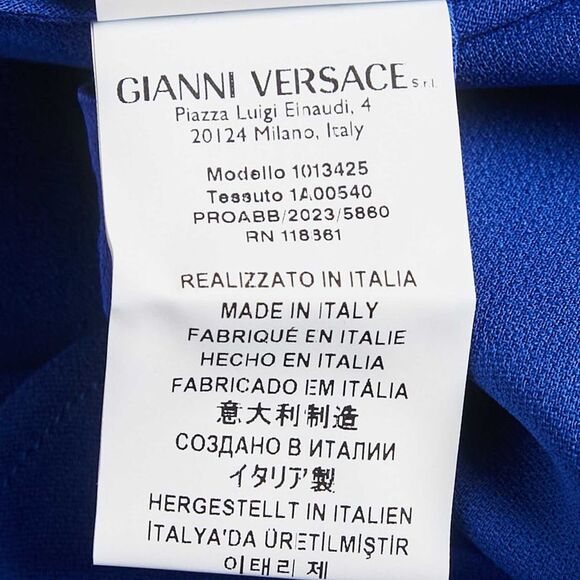 GIANNI VERSACE S.r.l
Piazza Luigi Einaudi, 4
20124 Milano, Italy
Modello 1013425
Tessuto 1A00540
PROABB/2023/5860
RN 118361
REALIZZATO IN ITALIA
MADE IN ITALY
FABRIQUÉ EN ITALIE
HECHO EN ITALIA
FABRICADO EM ITÁLIA
意大利制造
СОЗДАНО В ИТАЛИИ
イタリア製
HERGESTELLT IN ITALIEN
İTALYA'DA ÜRETİLMİŞTİR
이태리 제